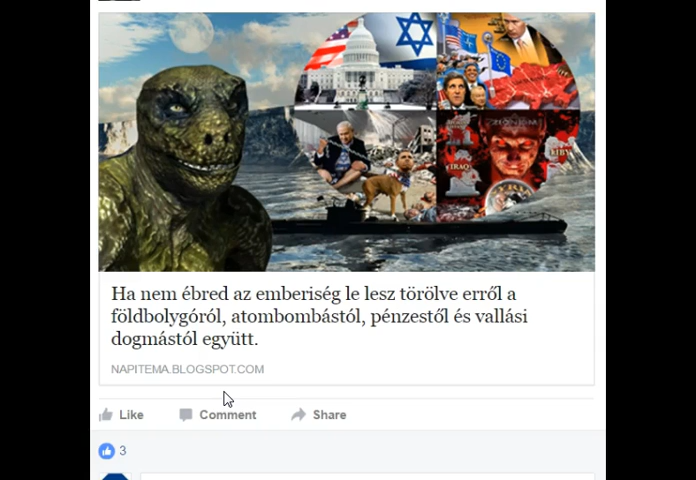 ZIONISM
IRAQ
Ha nem ébred az emberiség le lesz törölve erről a
földbolygóról, atombombástól, pénzestől és vallási
dogmástól együtt.
NAPITEMA.BLOGSPOT.COM
Like Comment Share
3